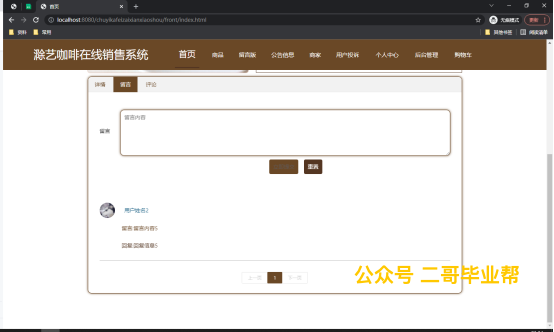 首页
localhost:8080/chuyikafeizaixianxiaoshou/front/index.html
无痕模式
更新
资料
常用
其他书签
阅读清单
滁艺咖啡在线销售系统
首页
商品
留言版
公告信息
商家
用户投诉
个人中心
后台管理
购物车
详情
留言
评论
留言
留言内容
重置
用户姓名2
留言:留言内容5
回复:回复信息5
上一页
1
下一页
公众号 二哥毕业帮